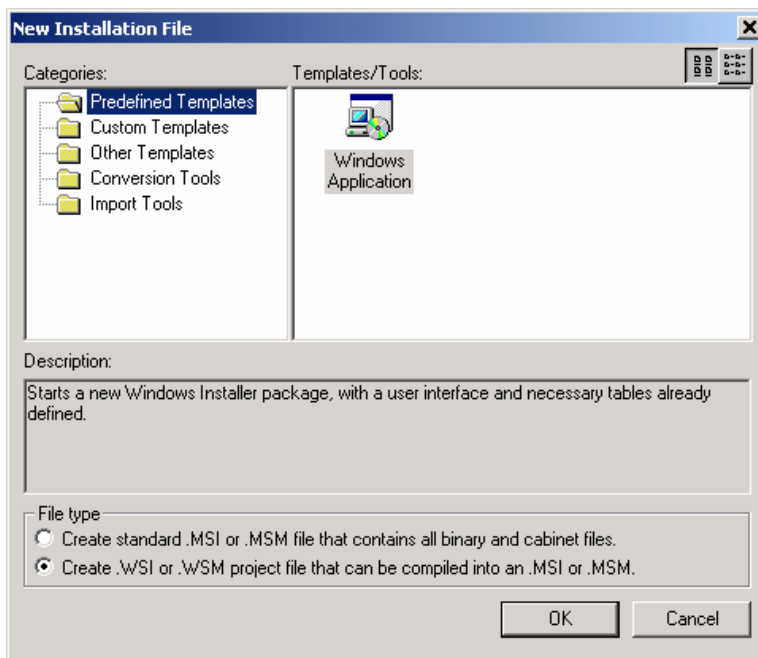 New Installation File
Categories:
Templates/Tools:
Predefined Templates
Custom Templates
Other Templates
Conversion Tools
Import Tools
Windows
Application
Description:
Starts a new Windows Installer package, with a user interface and necessary tables already
defined.
File type
Create standard .MSI or .MSM file that contains all binary and cabinet files.
Create .WSI or .WSM project file that can be compiled into an .MSI or .MSM.
OK
Cancel